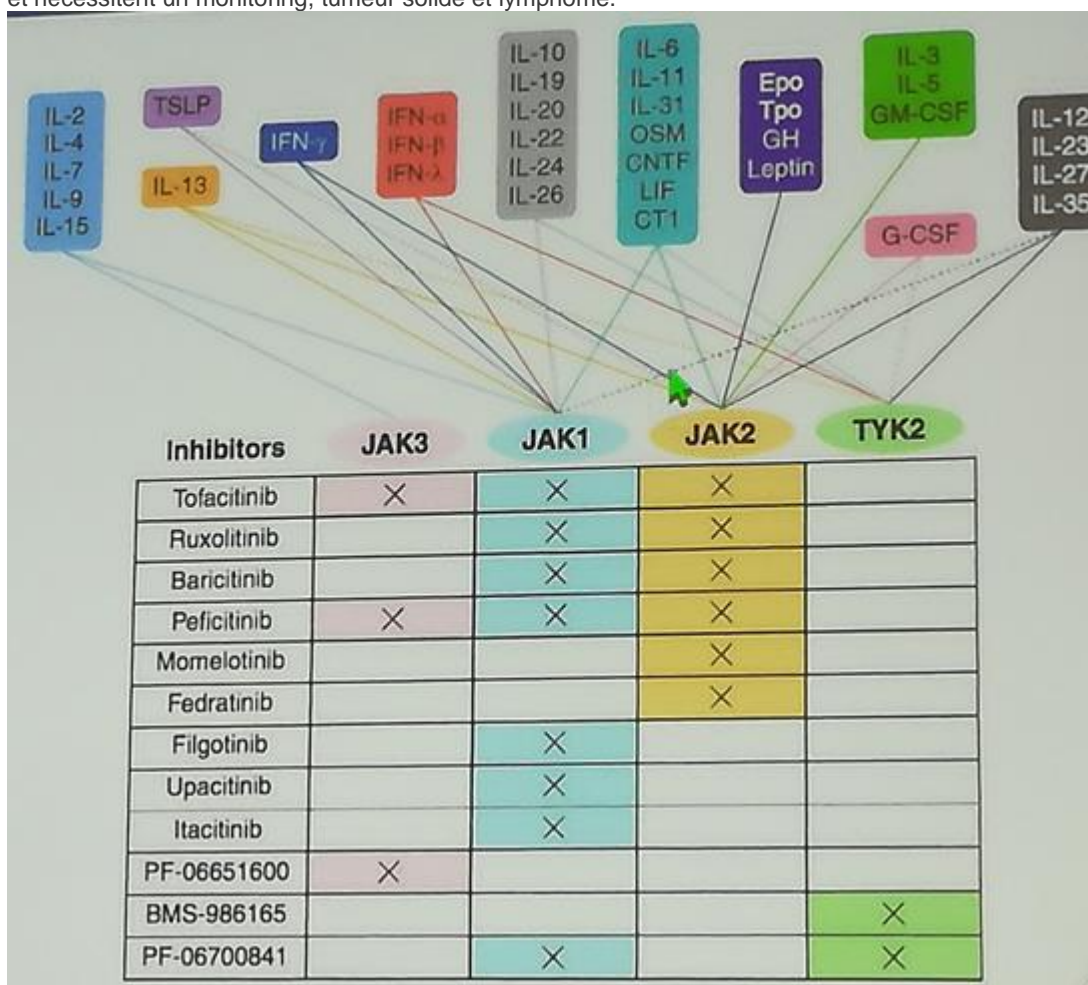 et nécessitent un monitoring, tumeur solide et lymphome.
IL-2
IL-4
IL-7
IL-9
IL-15
TSLP
IL-13
IFN-γ
IFN-α
IFN-β
IFN-λ
IL-10
IL-19
IL-20
IL-22
IL-24
IL-26
IL-6
IL-11
IL-31
OSM
CNTF
LIF
CT1
Epo
Tpo
GH
Leptin
IL-3
IL-5
GM-CSF
G-CSF
IL-12
IL-23
IL-27
IL-35
Inhibitors JAK3 JAK1 JAK2 TYK2
Tofacitinib X X X
Ruxolitinib X X
Baricitinib X X
Peficitinib X X X
Momelotinib X
Fedratinib X
Filgotinib X
Upacitinib X
Itacitinib X
PF-06651600 X
BMS-986165 X
PF-06700841 X X